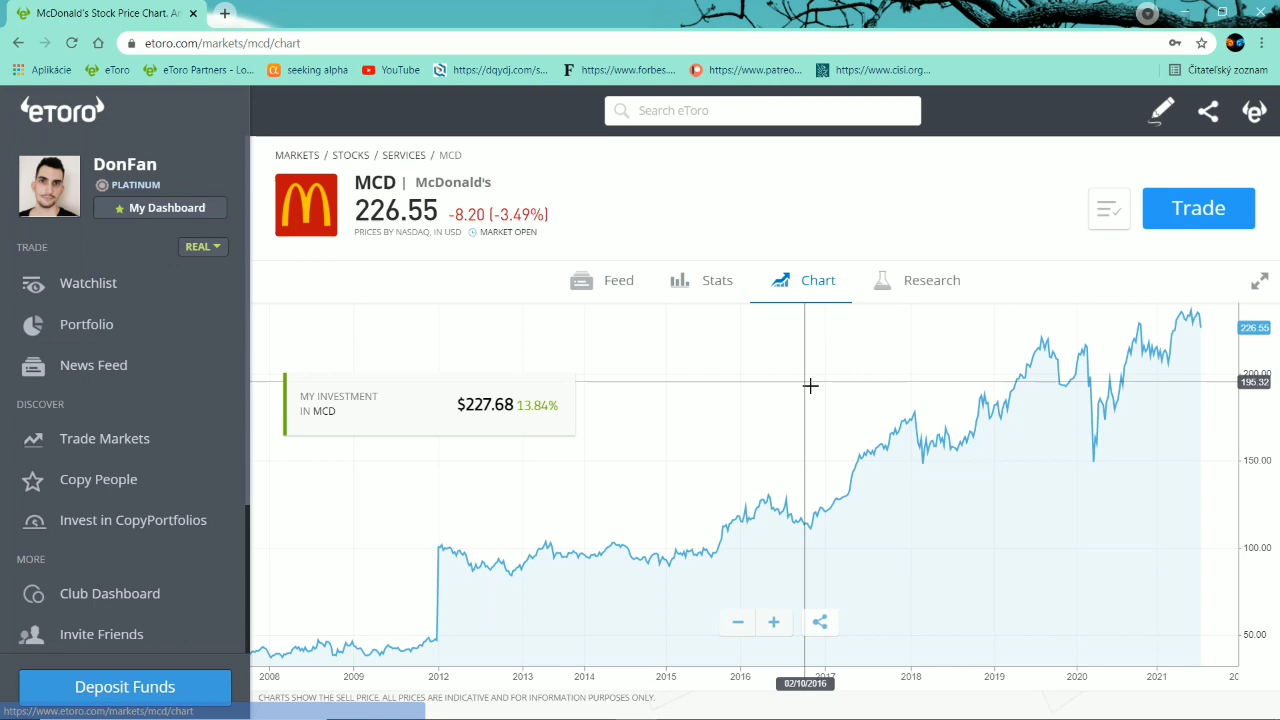 McDonald's Stock Price Chart. An
etoro.com/markets/mcd/chart
Aplikácie
eToro
eToro Partners - Lo...
seeking alpha
YouTube
https://dqydj.com/s...
https://www.forbes....
https://www.patreo...
https://www.cisi.org...
Čitateľský zoznam
eToro
Search eToro
DonFan
PLATINUM
My Dashboard
TRADE
REAL
Watchlist
Portfolio
News Feed
DISCOVER
Trade Markets
Copy People
Invest in CopyPortfolios
MORE
Club Dashboard
Invite Friends
Deposit Funds
https://www.etoro.com/markets/mcd/chart
MARKETS / STOCKS / SERVICES / MCD
MCD | McDonald's
226.55 -8.20 (-3.49%)
PRICES BY NASDAQ, IN USD MARKET OPEN
Trade
Feed
Stats
Chart
Research
MY INVESTMENT
IN MCD
$227.68 13.84%
226.55
200.00
195.32
150.00
100.00
50.00
2008 2009 2012 2013 2014 2015 2016 2017 2018 2019 2020 2021 20
02/10/2016
CHARTS SHOW THE SELL PRICE. ALL PRICES ARE INDICATIVE AND FOR INFORMATION PURPOSES ONLY.